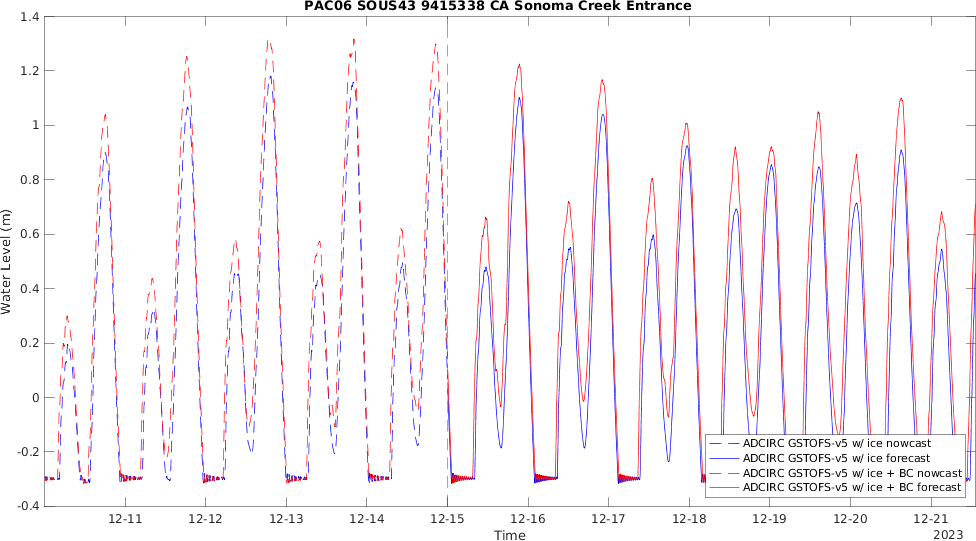 PAC06 SOUS43 9415338 CA Sonoma Creek Entrance
1.4
1.2
1
0.8
0.6
0.4
0.2
0
-0.2
-0.4
Water Level (m)
12-11 12-12 12-13 12-14 12-15 12-16 12-17 12-18 12-19 12-20 12-21
Time
2023
ADCIRC GSTOFS-v5 w/ ice nowcast
ADCIRC GSTOFS-v5 w/ ice forecast
ADCIRC GSTOFS-v5 w/ ice + BC nowcast
ADCIRC GSTOFS-v5 w/ ice + BC forecast